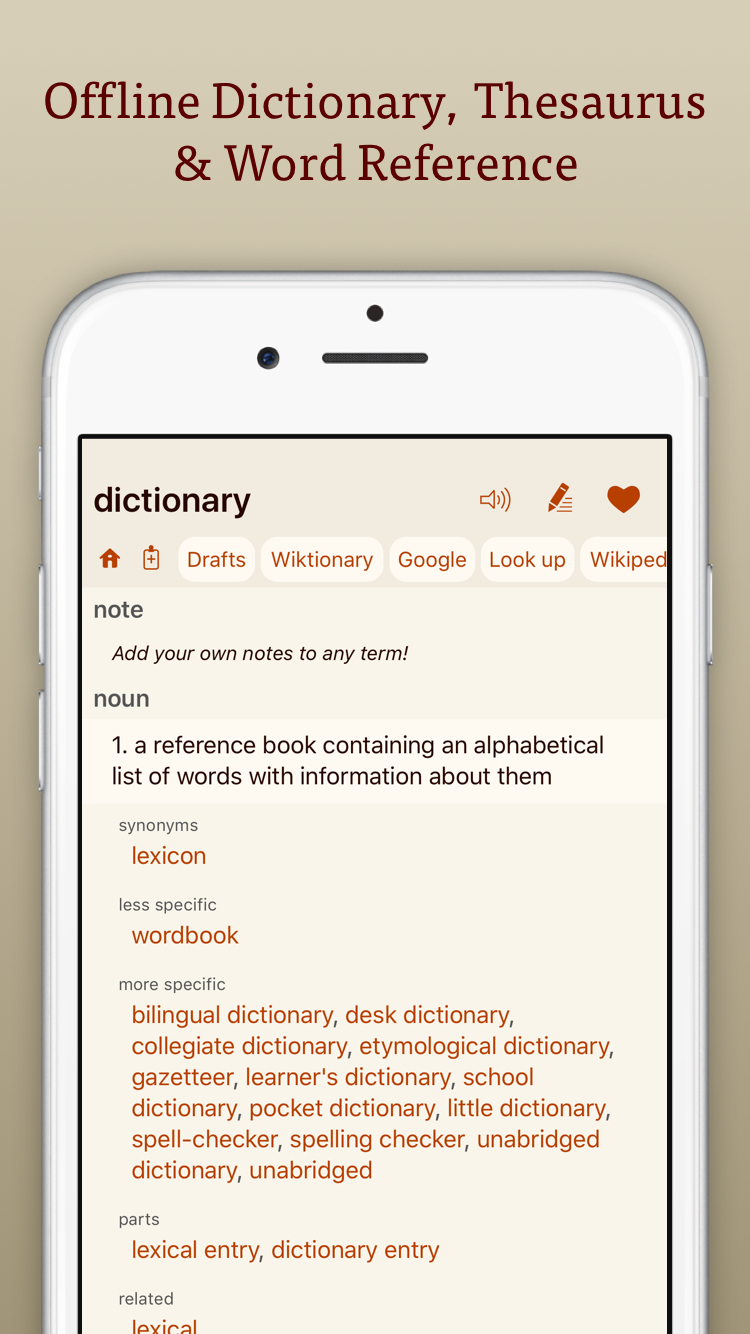 Offline Dictionary, Thesaurus
& Word Reference
dictionary
Drafts Wiktionary Google Look up Wikiped
note
Add your own notes to any term!
noun
1. a reference book containing an alphabetical
list of words with information about them
synonyms
lexicon
less specific
wordbook
more specific
bilingual dictionary, desk dictionary,
collegiate dictionary, etymological dictionary,
gazetteer, learner's dictionary, school
dictionary, pocket dictionary, little dictionary,
spell-checker, spelling checker, unabridged
dictionary, unabridged
parts
lexical entry, dictionary entry
related
lexical